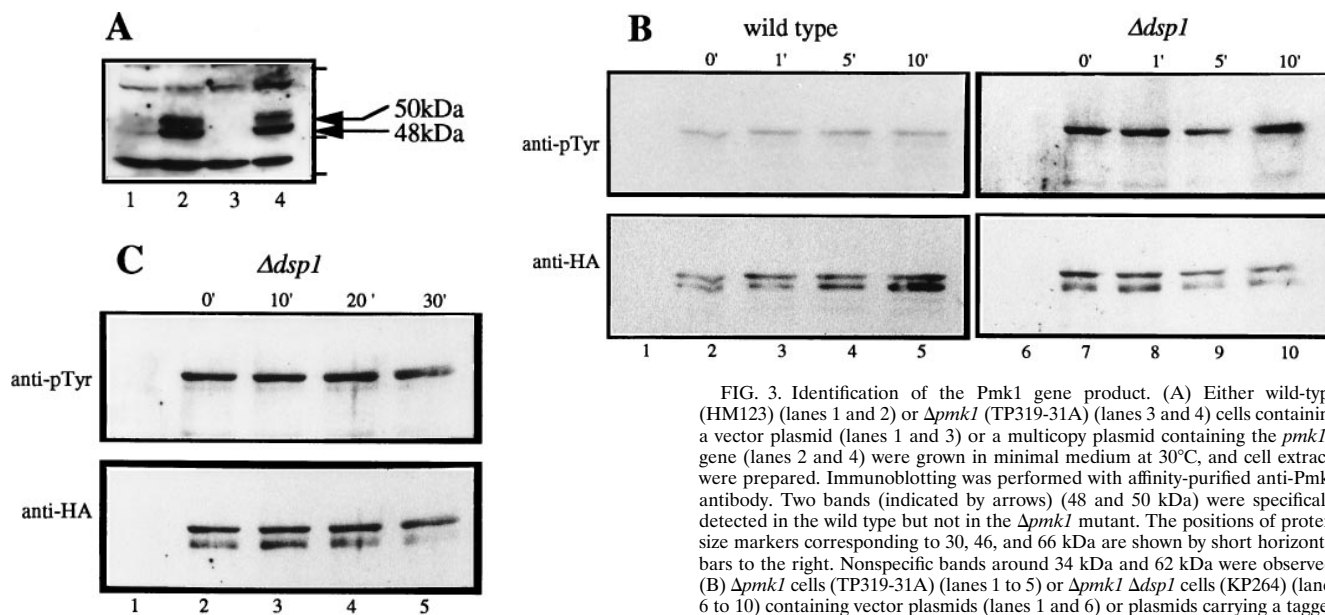 A
50kDa
48kDa
1 2 3 4
B
wild type
Δdsp1
0' 1' 5' 10'
0' 1' 5' 10'
anti-pTyr
anti-HA
1 2 3 4 5
6 7 8 9 10
C
Δdsp1
0' 10' 20' 30'
anti-pTyr
anti-HA
1 2 3 4 5
FIG. 3. Identification of the Pmk1 gene product. (A) Either wild-typ
(HM123) (lanes 1 and 2) or Δpmk1 (TP319-31A) (lanes 3 and 4) cells containin
a vector plasmid (lanes 1 and 3) or a multicopy plasmid containing the pmk1
gene (lanes 2 and 4) were grown in minimal medium at 30°C, and cell extrac
were prepared. Immunoblotting was performed with affinity-purified anti-Pmk
antibody. Two bands (indicated by arrows) (48 and 50 kDa) were specifical
detected in the wild type but not in the Δpmk1 mutant. The positions of prote
size markers corresponding to 30, 46, and 66 kDa are shown by short horizont
bars to the right. Nonspecific bands around 34 kDa and 62 kDa were observe
(B) Δpmk1 cells (TP319-31A) (lanes 1 to 5) or Δpmk1 Δdsp1 cells (KP264) (lane
6 to 10) containing vector plasmids (lanes 1 and 6) or plasmids carrying a tagge